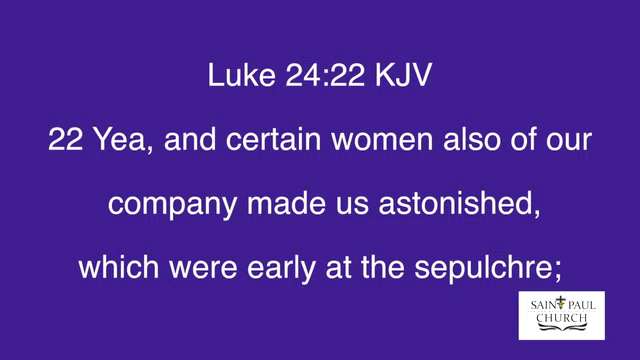 Luke 24:22 KJV
22 Yea, and certain women also of our
company made us astonished,
which were early at the sepulchre;
SAINT PAUL
CHURCH